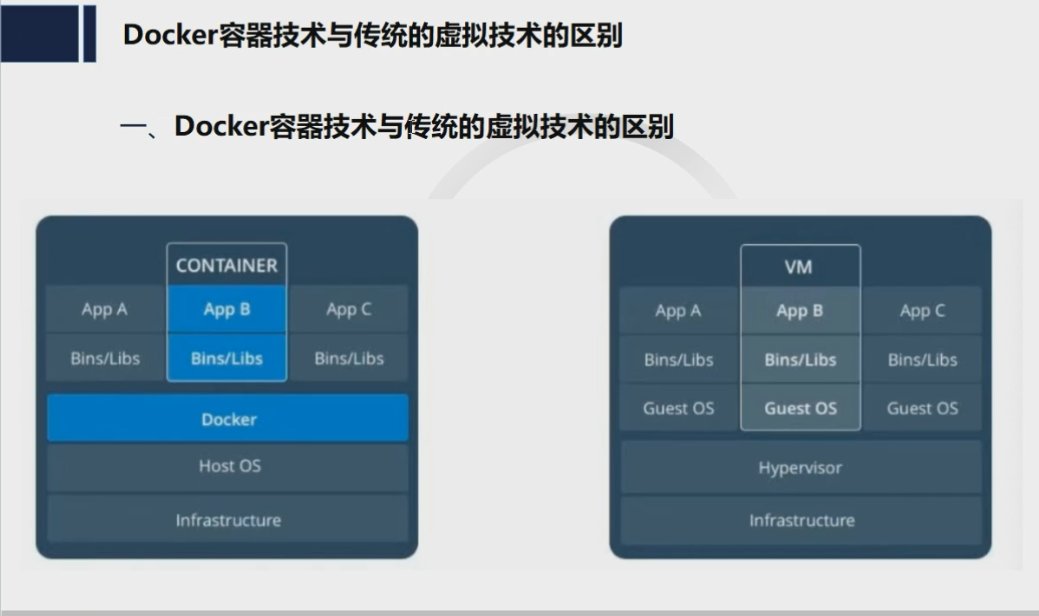 Docker容器技术与传统的虚拟技术的区别
一、Docker容器技术与传统的虚拟技术的区别
CONTAINER
App A
App B
App C
Bins/Libs
Bins/Libs
Bins/Libs
Docker
Host OS
Infrastructure
VM
App A
App B
App C
Bins/Libs
Bins/Libs
Bins/Libs
Guest OS
Guest OS
Guest OS
Hypervisor
Infrastructure